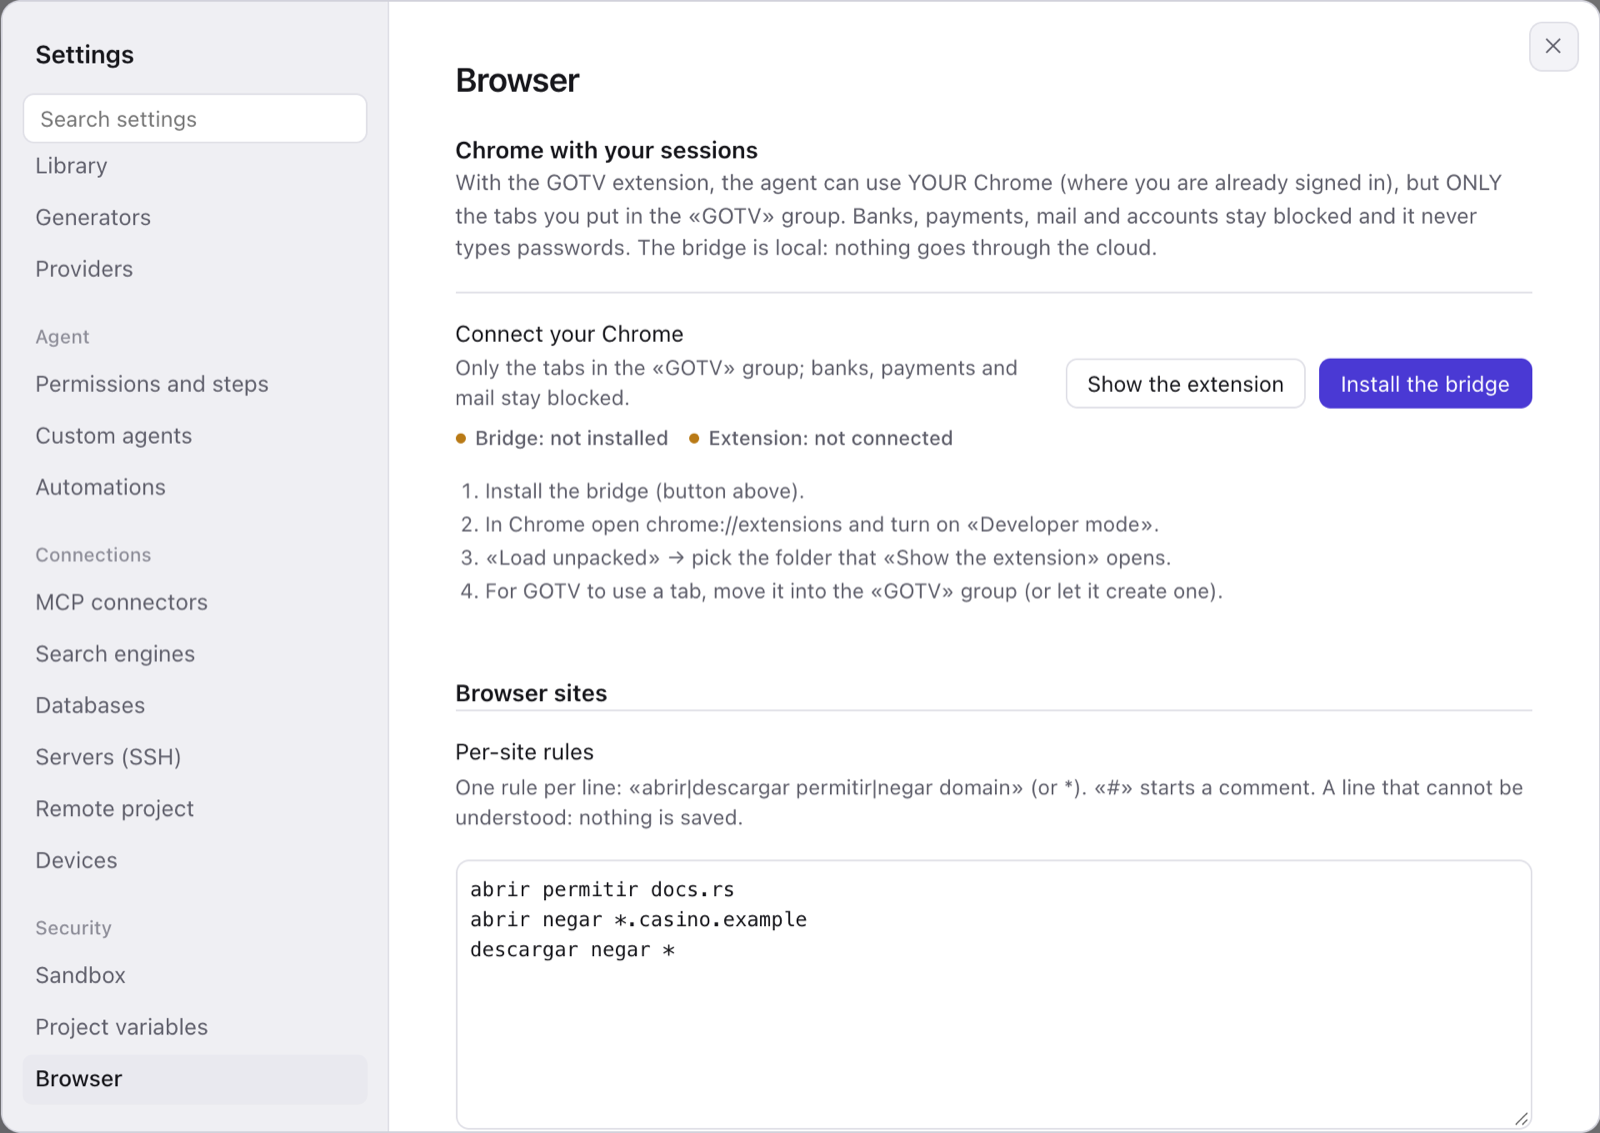 Settings
Search settings
Library
Generators
Providers
Agent
Permissions and steps
Custom agents
Automations
Connections
MCP connectors
Search engines
Databases
Servers (SSH)
Remote project
Devices
Security
Sandbox
Project variables
Browser
Browser
Chrome with your sessions
With the GOTV extension, the agent can use YOUR Chrome (where you are already signed in), but ONLY
the tabs you put in the «GOTV» group. Banks, payments, mail and accounts stay blocked and it never
types passwords. The bridge is local: nothing goes through the cloud.
Connect your Chrome
Only the tabs in the «GOTV» group; banks, payments and
mail stay blocked.
Show the extension
Install the bridge
Bridge: not installed
Extension: not connected
1. Install the bridge (button above).
2. In Chrome open chrome://extensions and turn on «Developer mode».
3. «Load unpacked» → pick the folder that «Show the extension» opens.
4. For GOTV to use a tab, move it into the «GOTV» group (or let it create one).
Browser sites
Per-site rules
One rule per line: «abrir|descargar permitir|negar domain» (or *). «#» starts a comment. A line that cannot be
understood: nothing is saved.
abrir permitir docs.rs
abrir negar *.casino.example
descargar negar *